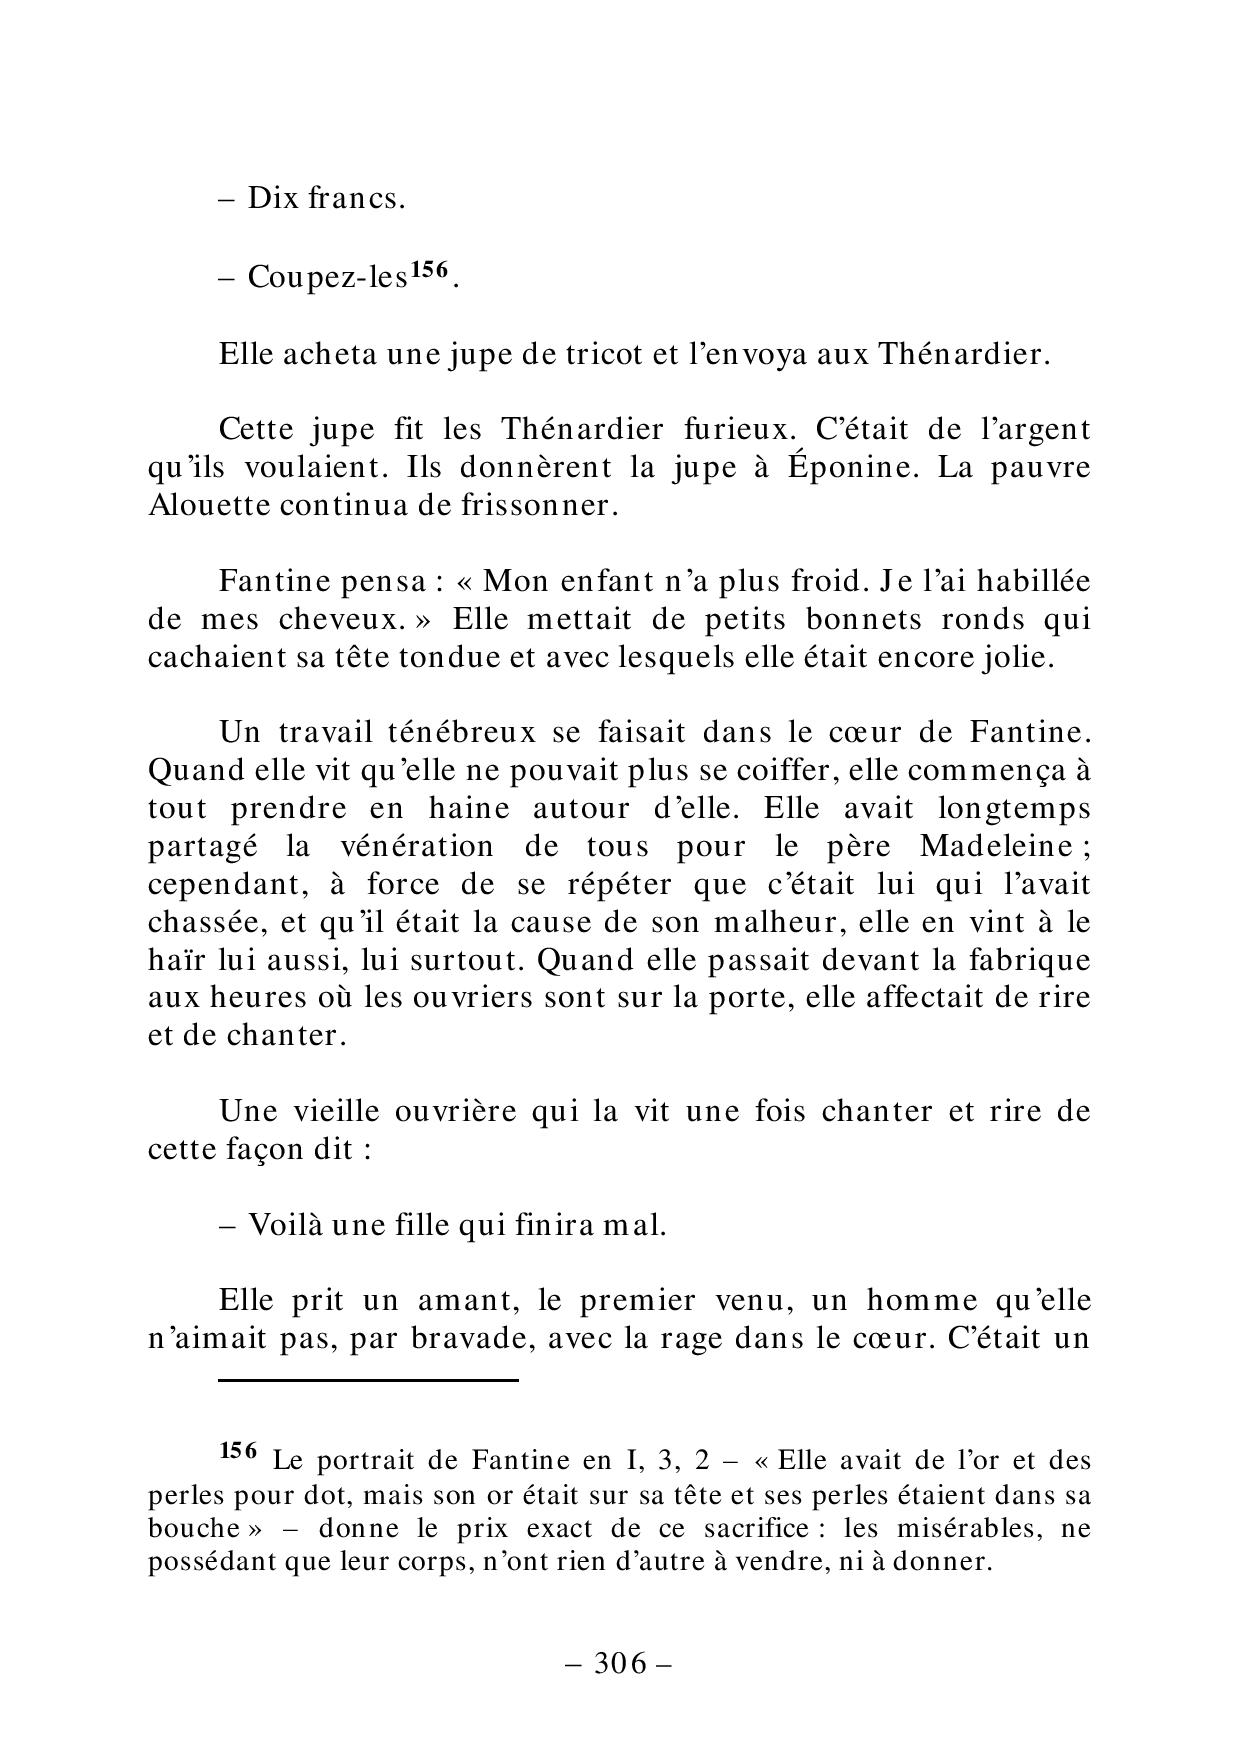 – Dix francs.
– Coupez-les156.
Elle acheta une jupe de tricot et l’envoya aux Thénardier.
Cette jupe fit les Thénardier furieux. C’était de l’argent
qu’ils voulaient. Ils donnèrent la jupe à Éponine. La pauvre
Alouette continua de frissonner.
Fantine pensa : « Mon enfant n’a plus froid. Je l’ai habillée
de mes cheveux. » Elle mettait de petits bonnets ronds qui
cachaient sa tête tondue et avec lesquels elle était encore jolie.
Un travail ténébreux se faisait dans le cœur de Fantine.
Quand elle vit qu’elle ne pouvait plus se coiffer, elle commença à
tout prendre en haine autour d’elle. Elle avait longtemps
partagé la vénération de tous pour le père Madeleine ;
cependant, à force de se répéter que c’était lui qui l’avait
chassée, et qu’il était la cause de son malheur, elle en vint à le
haïr lui aussi, lui surtout. Quand elle passait devant la fabrique
aux heures où les ouvriers sont sur la porte, elle affectait de rire
et de chanter.
Une vieille ouvrière qui la vit une fois chanter et rire de
cette façon dit :
– Voilà une fille qui finira mal.
Elle prit un amant, le premier venu, un homme qu’elle
n’aimait pas, par bravade, avec la rage dans le cœur. C’était un
156 Le portrait de Fantine en I, 3, 2 – « Elle avait de l’or et des
perles pour dot, mais son or était sur sa tête et ses perles étaient dans sa
bouche » – donne le prix exact de ce sacrifice : les misérables, ne
possédant que leur corps, n’ont rien d’autre à vendre, ni à donner.
– 306 –